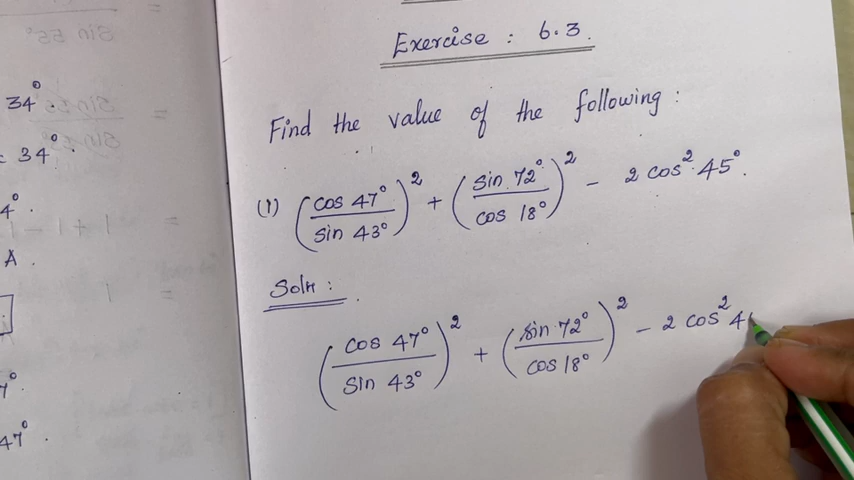 Exercise : 6.3
Find the value of the following :
(1) (cos 47° / sin 43°)² + (sin 72° / cos 18°)² - 2 cos² 45°.
Soln :
(cos 47° / sin 43°)² + (sin 72° / cos 18°)² - 2 cos² 4
34°.
= 34°.
4°.
A.
7°.
47°.